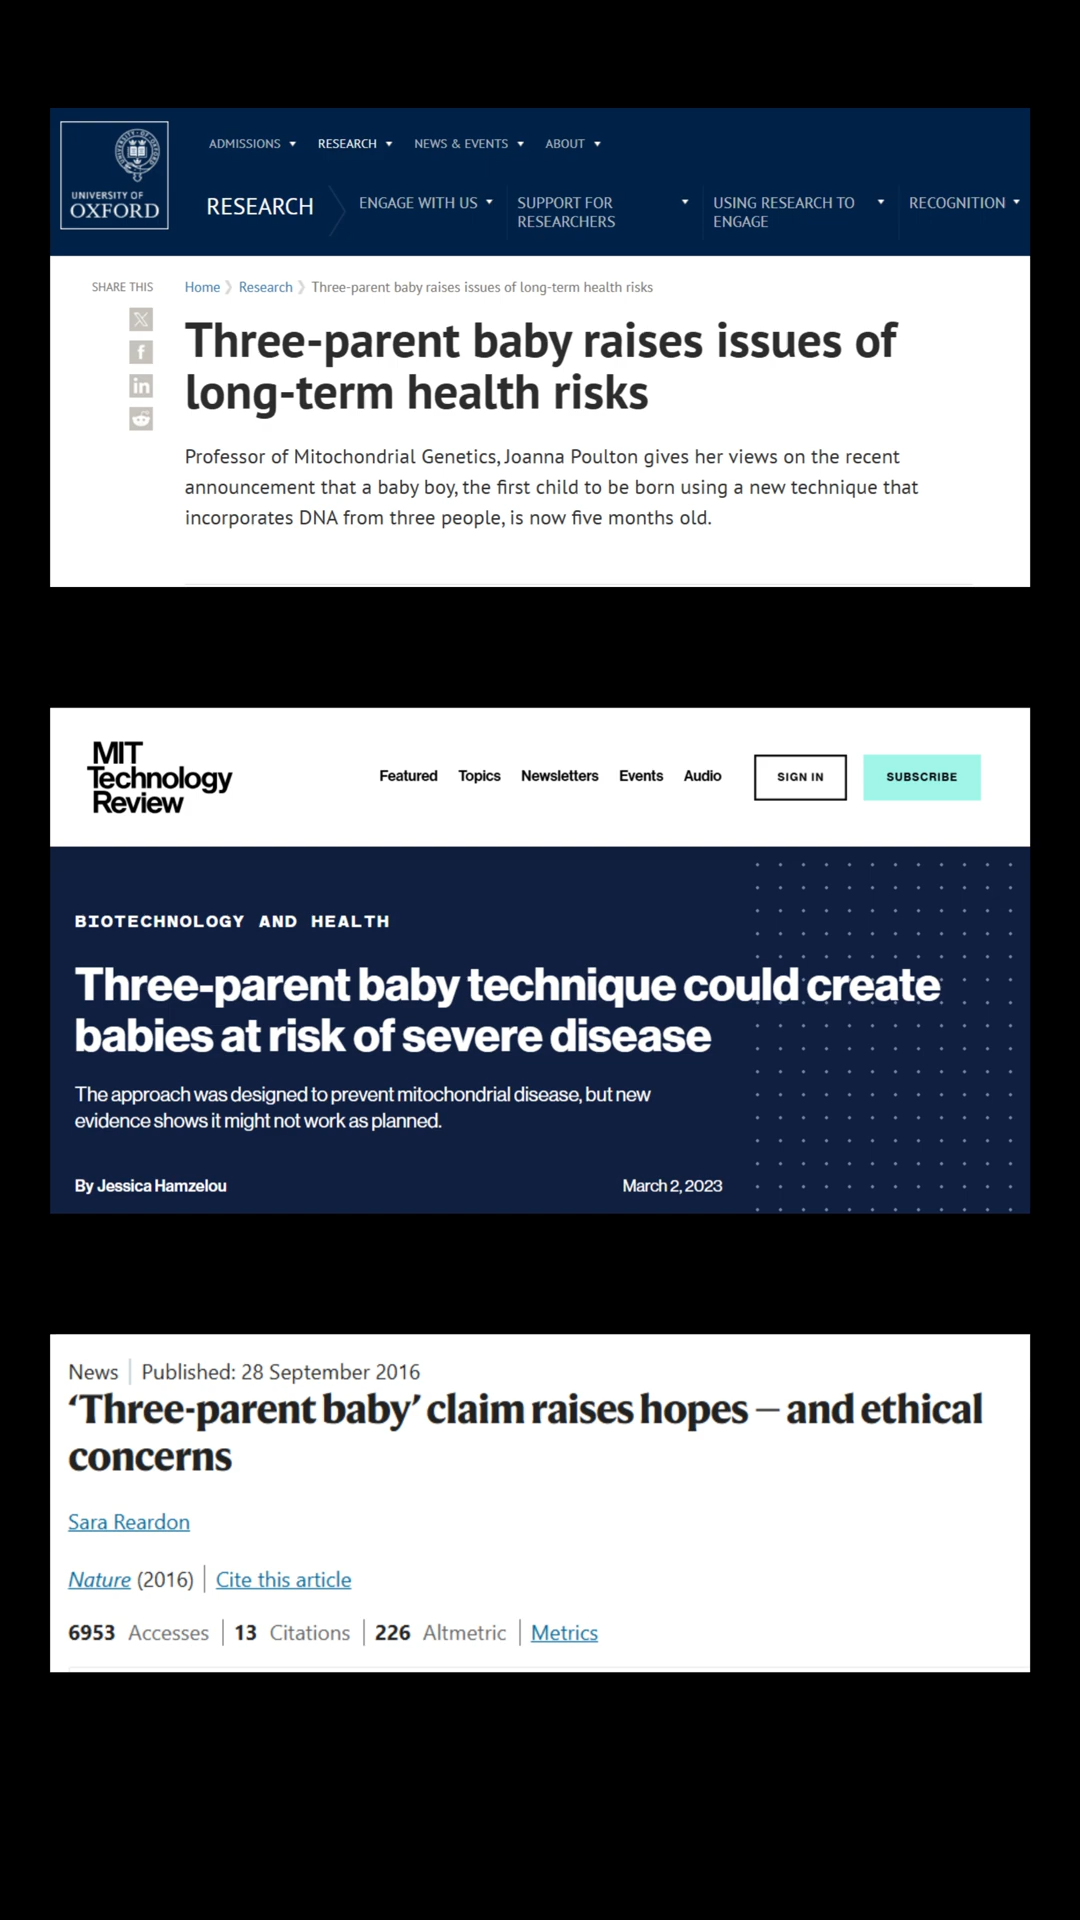 UNIVERSITY OF
OXFORD
ADMISSIONS RESEARCH NEWS & EVENTS ABOUT
RESEARCH ENGAGE WITH US SUPPORT FOR RESEARCHERS USING RESEARCH TO ENGAGE RECOGNITION
SHARE THIS
Home Research Three-parent baby raises issues of long-term health risks
Three-parent baby raises issues of
long-term health risks
Professor of Mitochondrial Genetics, Joanna Poulton gives her views on the recent
announcement that a baby boy, the first child to be born using a new technique that
incorporates DNA from three people, is now five months old.
MIT
Technology
Review
Featured Topics Newsletters Events Audio SIGN IN SUBSCRIBE
BIOTECHNOLOGY AND HEALTH
Three-parent baby technique could create
babies at risk of severe disease
The approach was designed to prevent mitochondrial disease, but new
evidence shows it might not work as planned.
By Jessica Hamzelou March 2, 2023
News | Published: 28 September 2016
‘Three-parent baby’ claim raises hopes — and ethical
concerns
Sara Reardon
Nature (2016) | Cite this article
6953 Accesses | 13 Citations | 226 Altmetric | Metrics